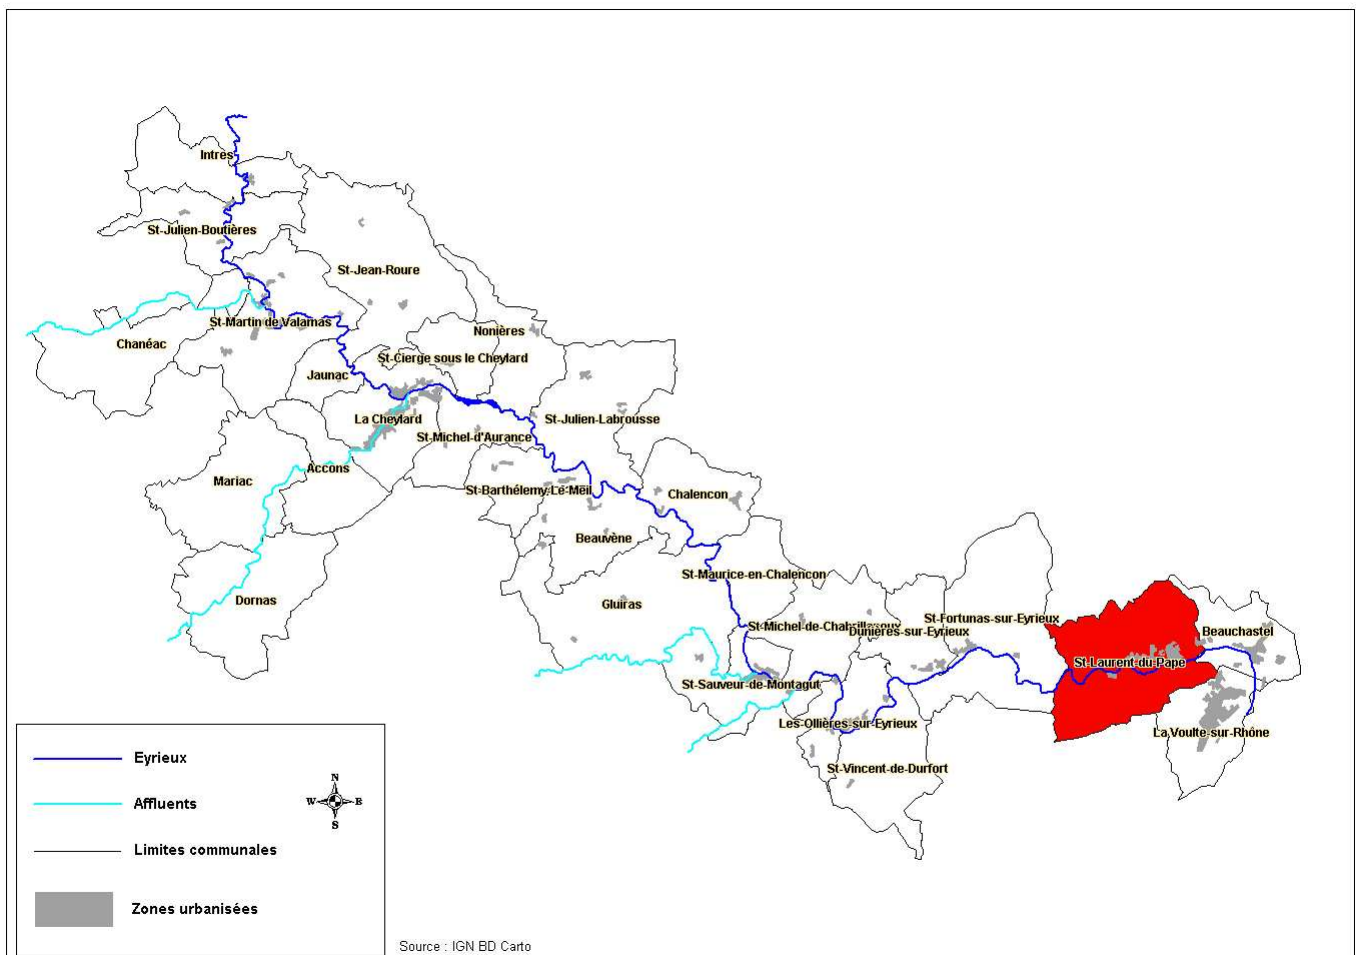 Intres
St-Julien-Boutières
St-Jean-Roure
St-Martin de Valamas
Nonières
Chanéac
St-Cierge sous le Cheylard
Jaunac
La Cheylard
St-Julien-Labrousse
St-Michel-d'Aurance
Accons
Mariac
St-Barthélemy Le Meil
Chalencon
Beauvène
St-Maurice-en-Chalencon
Dornas
Gluiras
St-Fortunas-sur-Eyrieux
St-Michel-de-Chabrillanoux
Dunières-sur-Eyrieux
Beauchastel
St-Laurent-du-Pape
St-Sauveur-de-Montagut
Les-Ollières-sur-Eyrieux
La Voulte-sur-Rhône
St-Vincent-de-Durfort
Eyrieux
Affluents
Limites communales
Zones urbanisées
N
W E
S
Source : IGN BD Carto